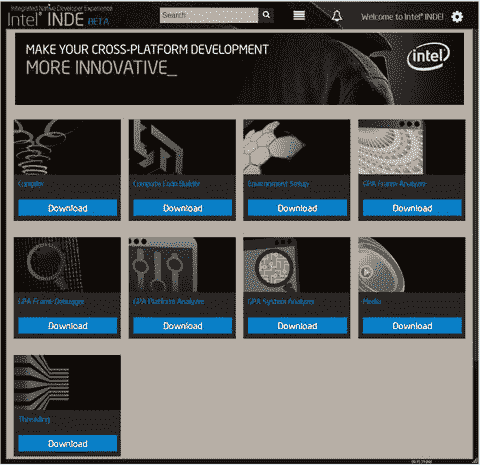 Integrated Native Developer Experience
Intel® INDE BETA
Search
Welcome to Intel® INDE!
MAKE YOUR CROSS-PLATFORM DEVELOPMENT
MORE INNOVATIVE_
intel
Compiler
Compute Code Builder
Environment Setup
GPA Frame Analyzer
Download
Download
Download
Download
GPA Frame Debugger
GPA Platform Analyzer
GPA System Analyzer
Media
Download
Download
Download
Download
Threading
Download